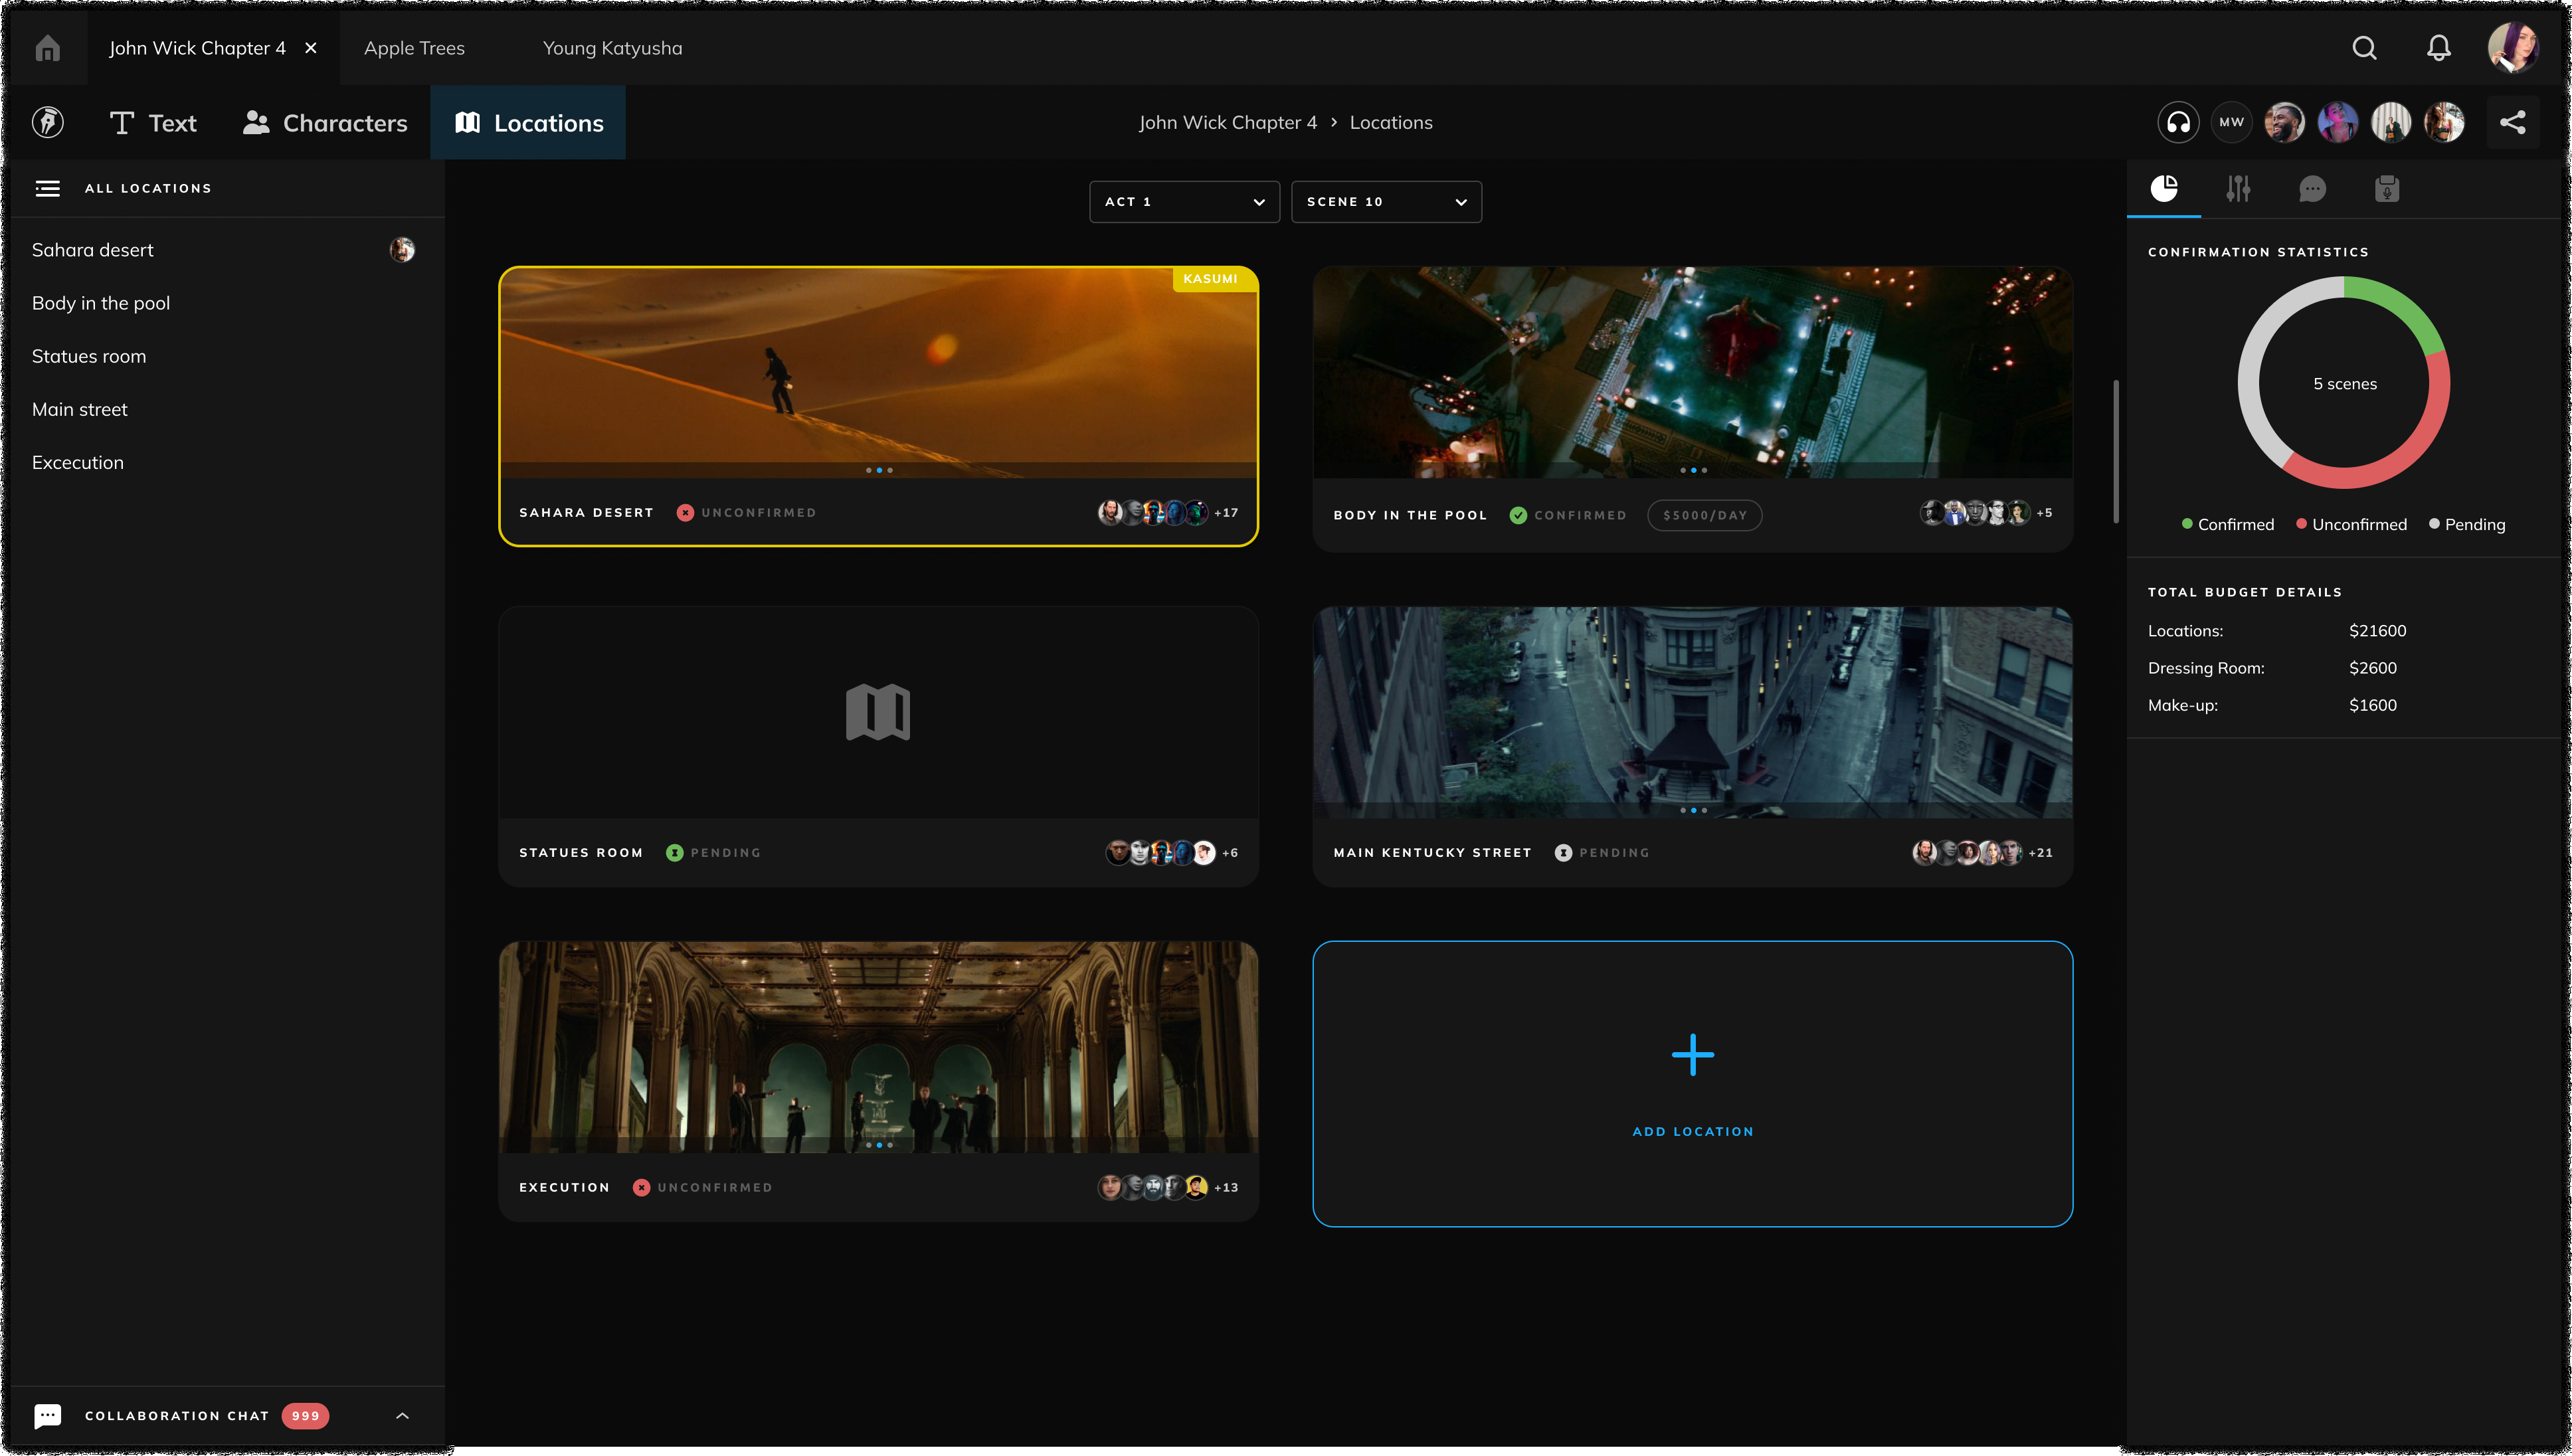 John Wick Chapter 4
Apple Trees
Young Katyusha
Text
Characters
Locations
John Wick Chapter 4 > Locations
MW
ALL LOCATIONS
Sahara desert
Body in the pool
Statues room
Main street
Excecution
ACT 1
SCENE 10
KASUMI
SAHARA DESERT
UNCONFIRMED
+17
BODY IN THE POOL
CONFIRMED
$5000/DAY
+5
STATUES ROOM
PENDING
+6
MAIN KENTUCKY STREET
PENDING
+21
EXECUTION
UNCONFIRMED
+13
ADD LOCATION
CONFIRMATION STATISTICS
5 scenes
Confirmed
Unconfirmed
Pending
TOTAL BUDGET DETAILS
Locations: $21600
Dressing Room: $2600
Make-up: $1600
COLLABORATION CHAT 999